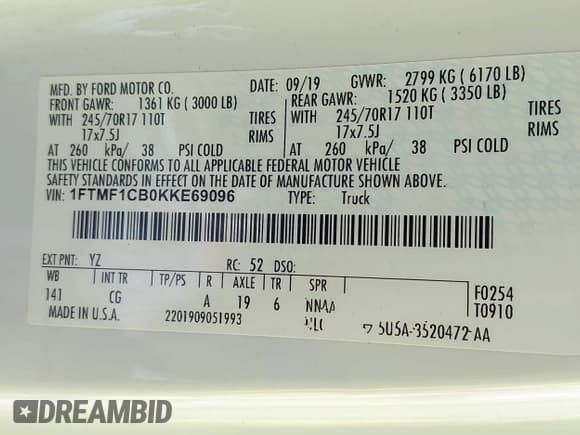 MFD. BY FORD MOTOR CO. DATE: 09/19 GVWR: 2799 KG ( 6170 LB)
FRONT GAWR: 1361 KG ( 3000 LB) REAR GAWR: 1520 KG ( 3350 LB)
WITH 245/70R17 110T TIRES WITH 245/70R17 110T TIRES
17x7.5J RIMS 17x7.5J RIMS
AT 260 kPa/ 38 PSI COLD AT 260 kPa/ 38 PSI COLD
THIS VEHICLE CONFORMS TO ALL APPLICABLE FEDERAL MOTOR VEHICLE
SAFETY STANDARDS IN EFFECT ON THE DATE OF MANUFACTURE SHOWN ABOVE.
VIN: 1FTMF1CB0KKE69096 TYPE: Truck
EXT PNT: YZ RC: 52 DSO:
WB INT TR TP/PS R AXLE TR SPR
141 CG A 19 6 F0254
T0910
MADE IN U.S.A. 2201909051993
DREAMBID